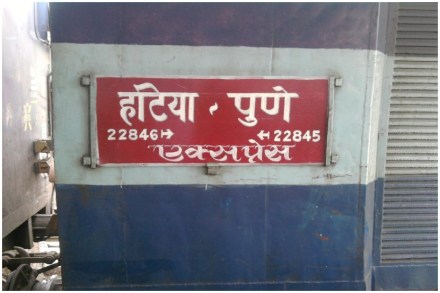 हटिया - पुणे
22846↦ ↤22845
एक्सप्रेस